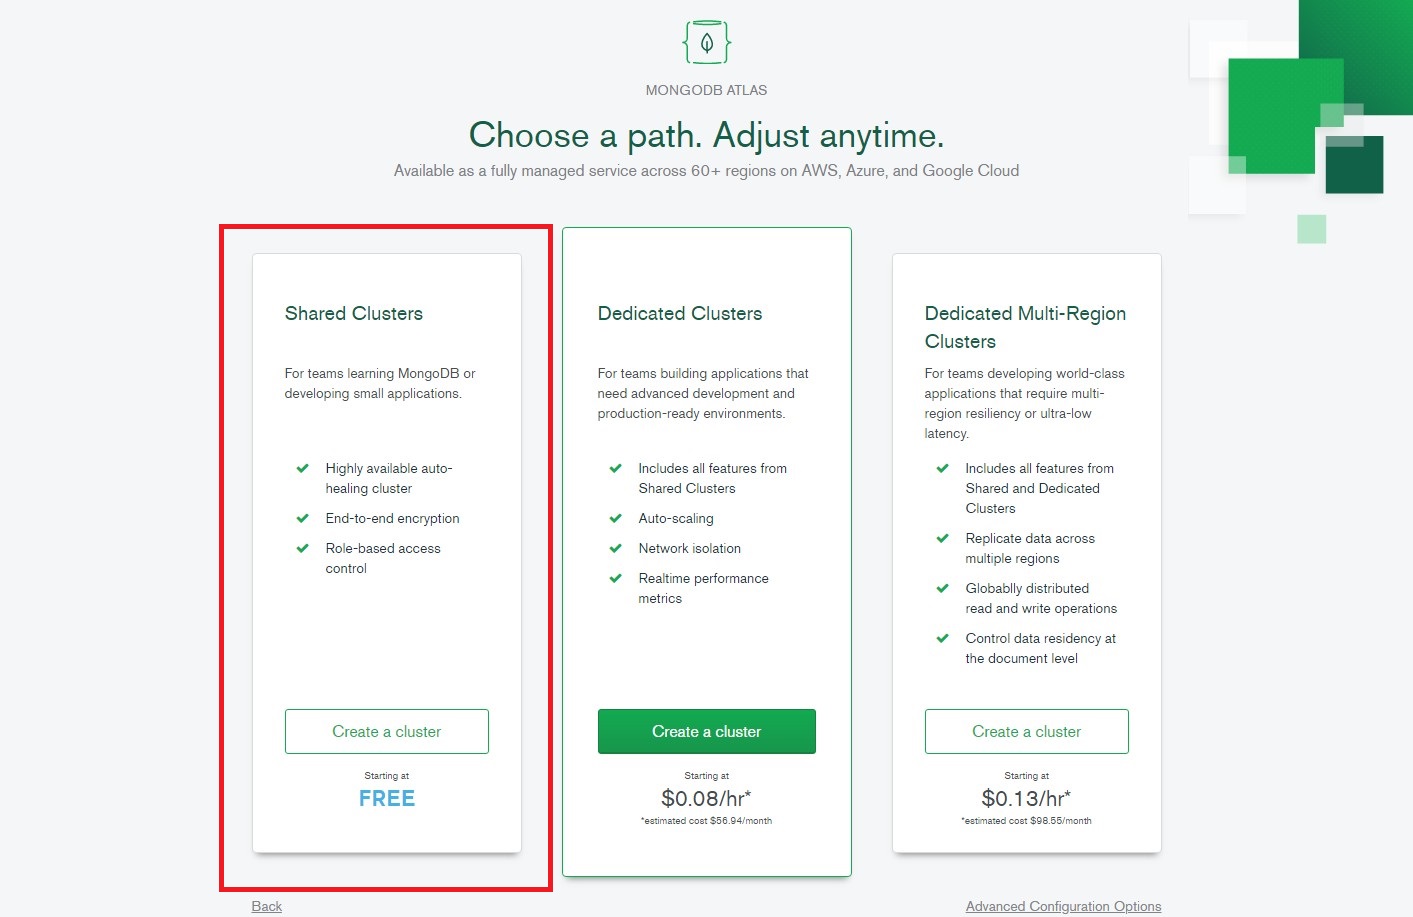 MONGODB ATLAS
Choose a path. Adjust anytime.
Available as a fully managed service across 60+ regions on AWS, Azure, and Google Cloud
Shared Clusters
For teams learning MongoDB or
developing small applications.
Highly available auto-
healing cluster
End-to-end encryption
Role-based access
control
Create a cluster
Starting at
FREE
Dedicated Clusters
For teams building applications that
need advanced development and
production-ready environments.
Includes all features from
Shared Clusters
Auto-scaling
Network isolation
Realtime performance
metrics
Create a cluster
Starting at
$0.08/hr*
*estimated cost $56.94/month
Dedicated Multi-Region
Clusters
For teams developing world-class
applications that require multi-
region resiliency or ultra-low
latency.
Includes all features from
Shared and Dedicated
Clusters
Replicate data across
multiple regions
Globablly distributed
read and write operations
Control data residency at
the document level
Create a cluster
Starting at
$0.13/hr*
*estimated cost $98.55/month
Back
Advanced Configuration Options